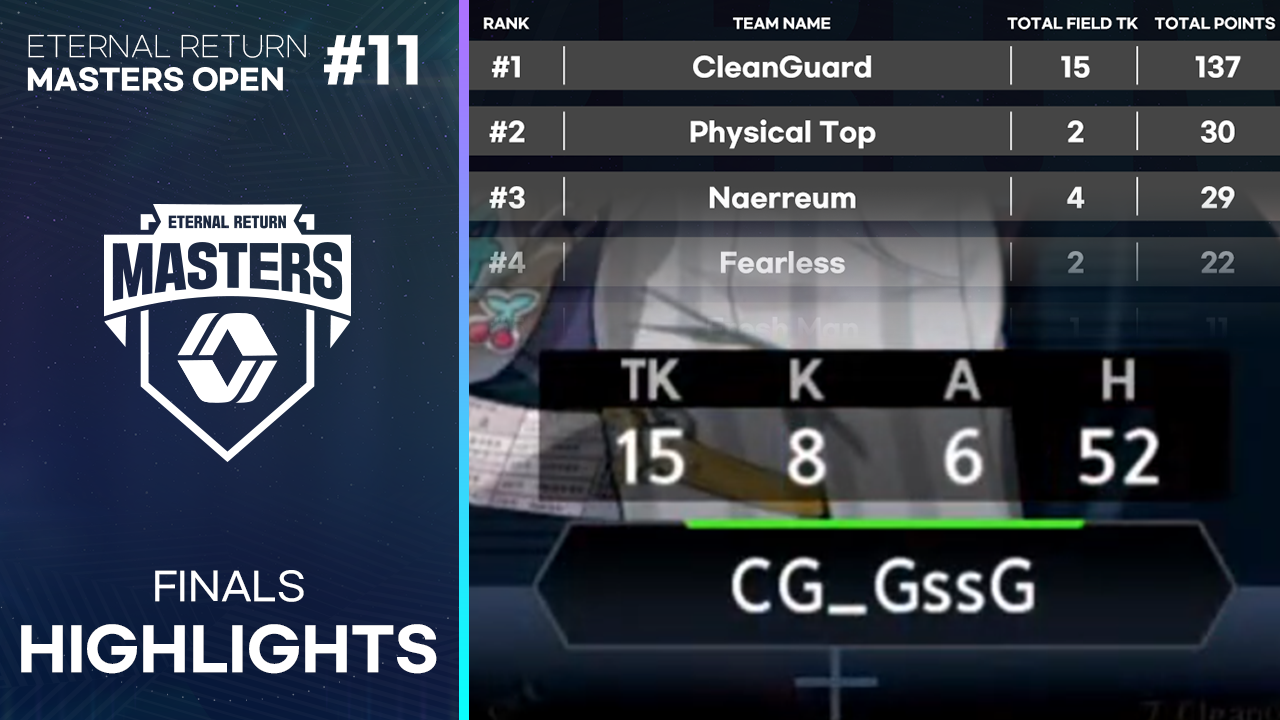 ETERNAL RETURN
MASTERS OPEN
#11
ETERNAL RETURN
MASTERS
FINALS
HIGHLIGHTS
RANK TEAM NAME TOTAL FIELD TK TOTAL POINTS
#1 CleanGuard 15 137
#2 Physical Top 2 30
#3 Naerreum 4 29
#4 Fearless 2 22
Fresh Man 1 11
TK K A H
15 8 6 52
CG_GssG